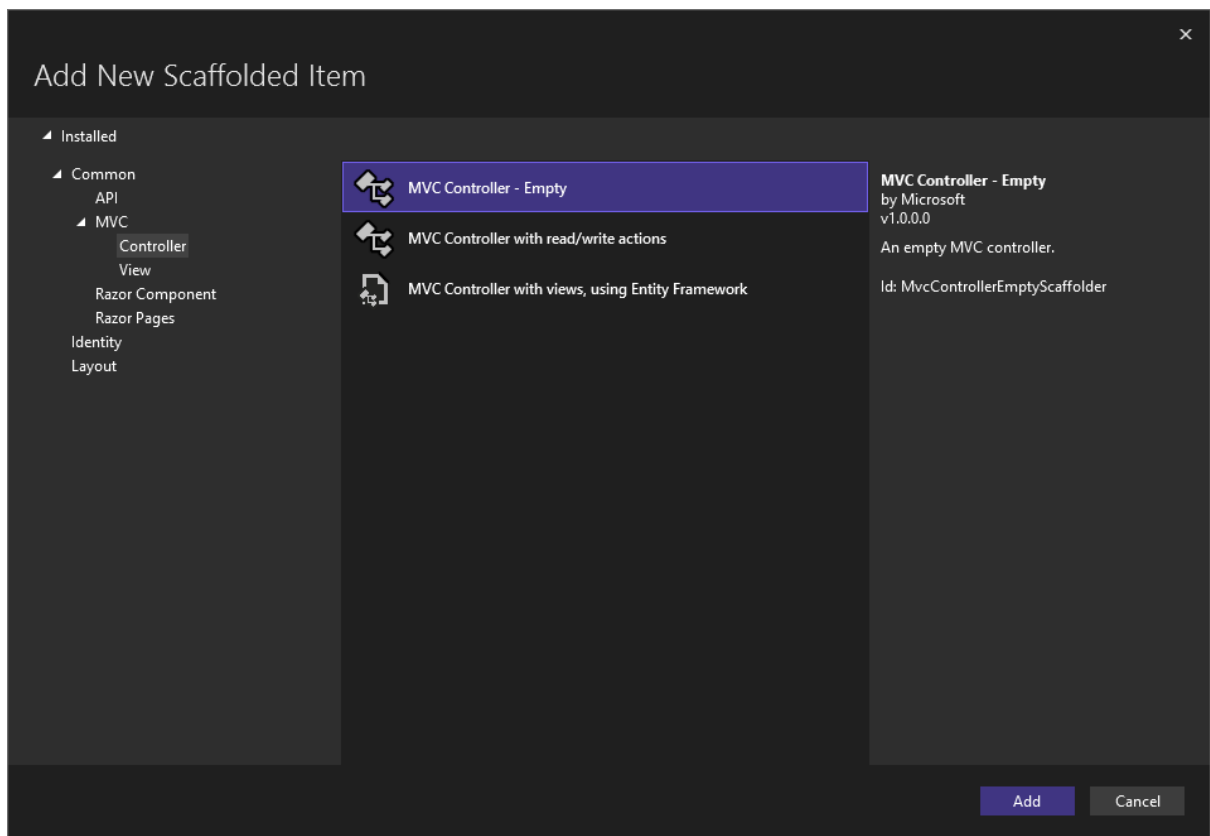 Add New Scaffolded Item
Installed
Common
API
MVC
Controller
View
Razor Component
Razor Pages
Identity
Layout
MVC Controller - Empty
MVC Controller with read/write actions
MVC Controller with views, using Entity Framework
MVC Controller - Empty
by Microsoft
v1.0.0.0
An empty MVC controller.
Id: MvcControllerEmptyScaffolder
Add
Cancel